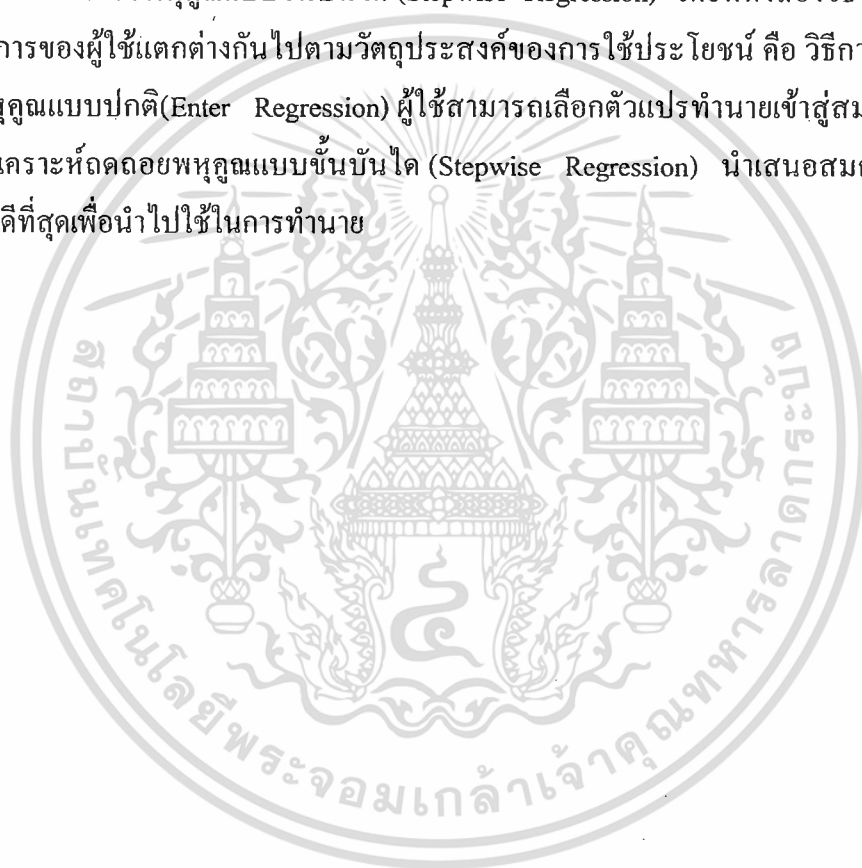 (Stepwise Regression)
การของผู้ใช้แตกต่างกันไปตามวัตถุประสงค์ของการใช้ประโยชน์ คือ วิธีกา
ุคูณแบบปกติ(Enter Regression) ผู้ใช้สามารถเลือกตัวแปรทำนายเข้าสู่สม
เคราะห์ถดถอยพหุคูณแบบขั้นบันได (Stepwise Regression) นำเสนอสมก
ดีที่สุดเพื่อนำไปใช้ในการทำนาย
สถาบันเทคโนโลยีพระจอมเกล้าเจ้าคุณทหารลาดกระบัง